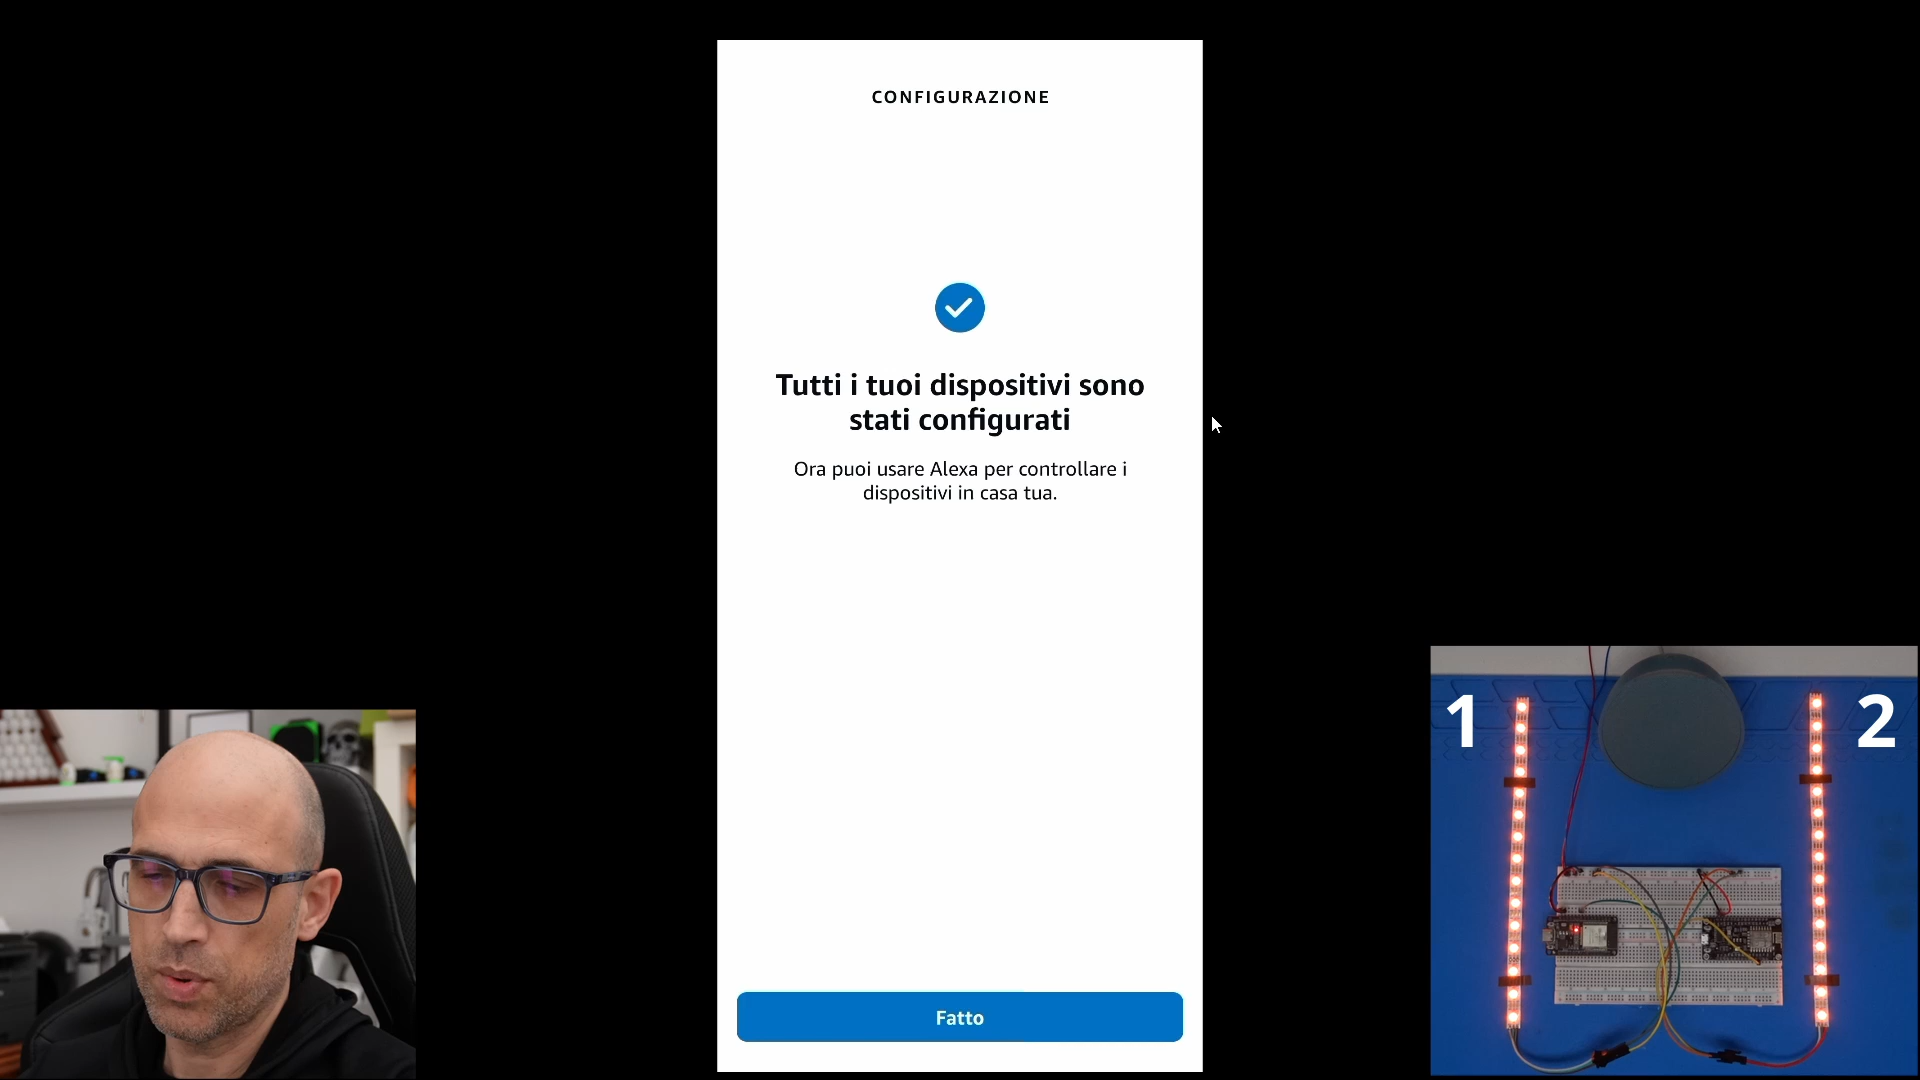 CONFIGURAZIONE
Tutti i tuoi dispositivi sono
stati configurati
Ora puoi usare Alexa per controllare i
dispositivi in casa tua.
Fatto
1
2